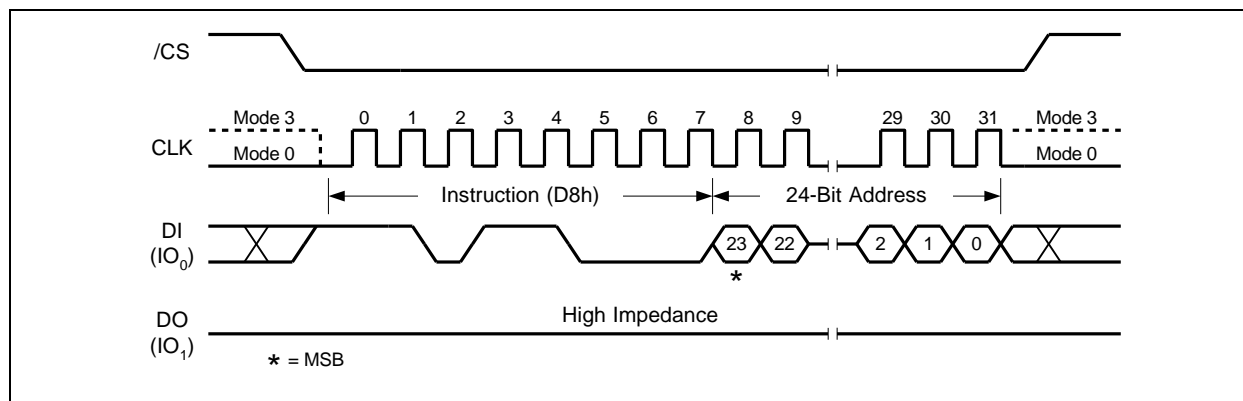 /CS
Mode 3 0 1 2 3 4 5 6 7 8 9 29 30 31 Mode 3
CLK
Mode 0 Mode 0
Instruction (D8h) 24-Bit Address
DI
(IO0)
23 22 2 1 0
*
High Impedance
DO
(IO1)
* = MSB